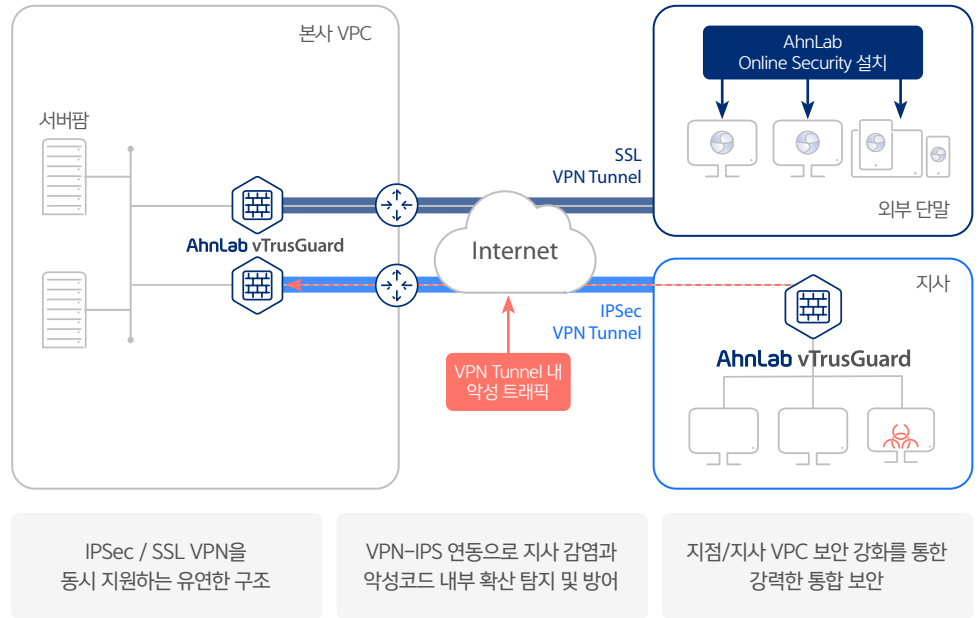 본사 VPC
서버팜
AhnLab vTrusGuard
SSL
VPN Tunnel
Internet
IPSec
VPN Tunnel
VPN Tunnel 내
악성 트래픽
AhnLab
Online Security 설치
외부 단말
지사
AhnLab vTrusGuard
IPSec / SSL VPN을
동시 지원하는 유연한 구조
VPN-IPS 연동으로 지사 감염과
악성코드 내부 확산 탐지 및 방어
지점/지사 VPC 보안 강화를 통한
강력한 통합 보안